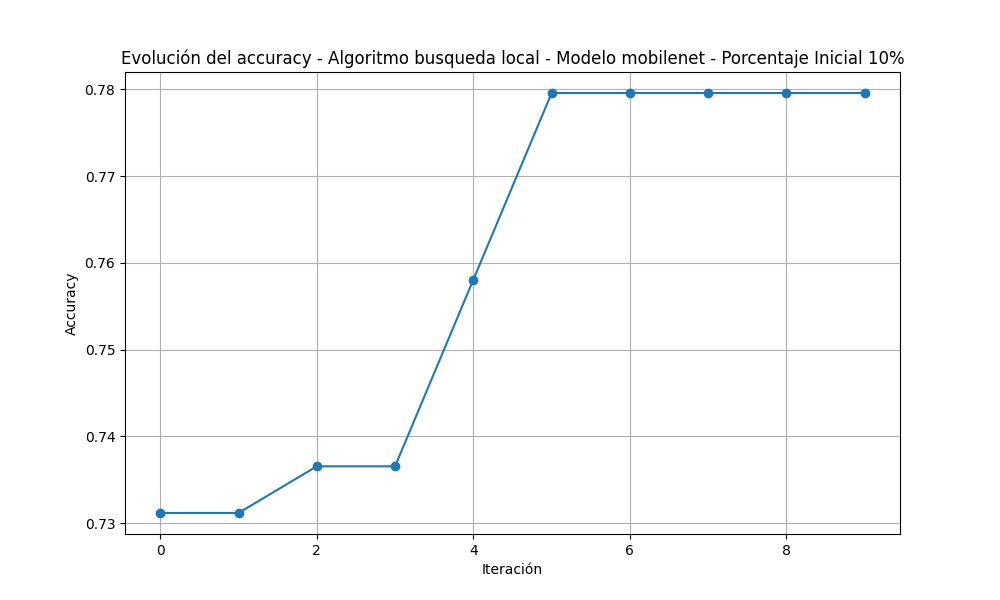 Evolución del accuracy - Algoritmo busqueda local - Modelo mobilenet - Porcentaje Inicial 10%
0.78
0.77
0.76
0.75
0.74
0.73
Accuracy
0 2 4 6 8
Iteración